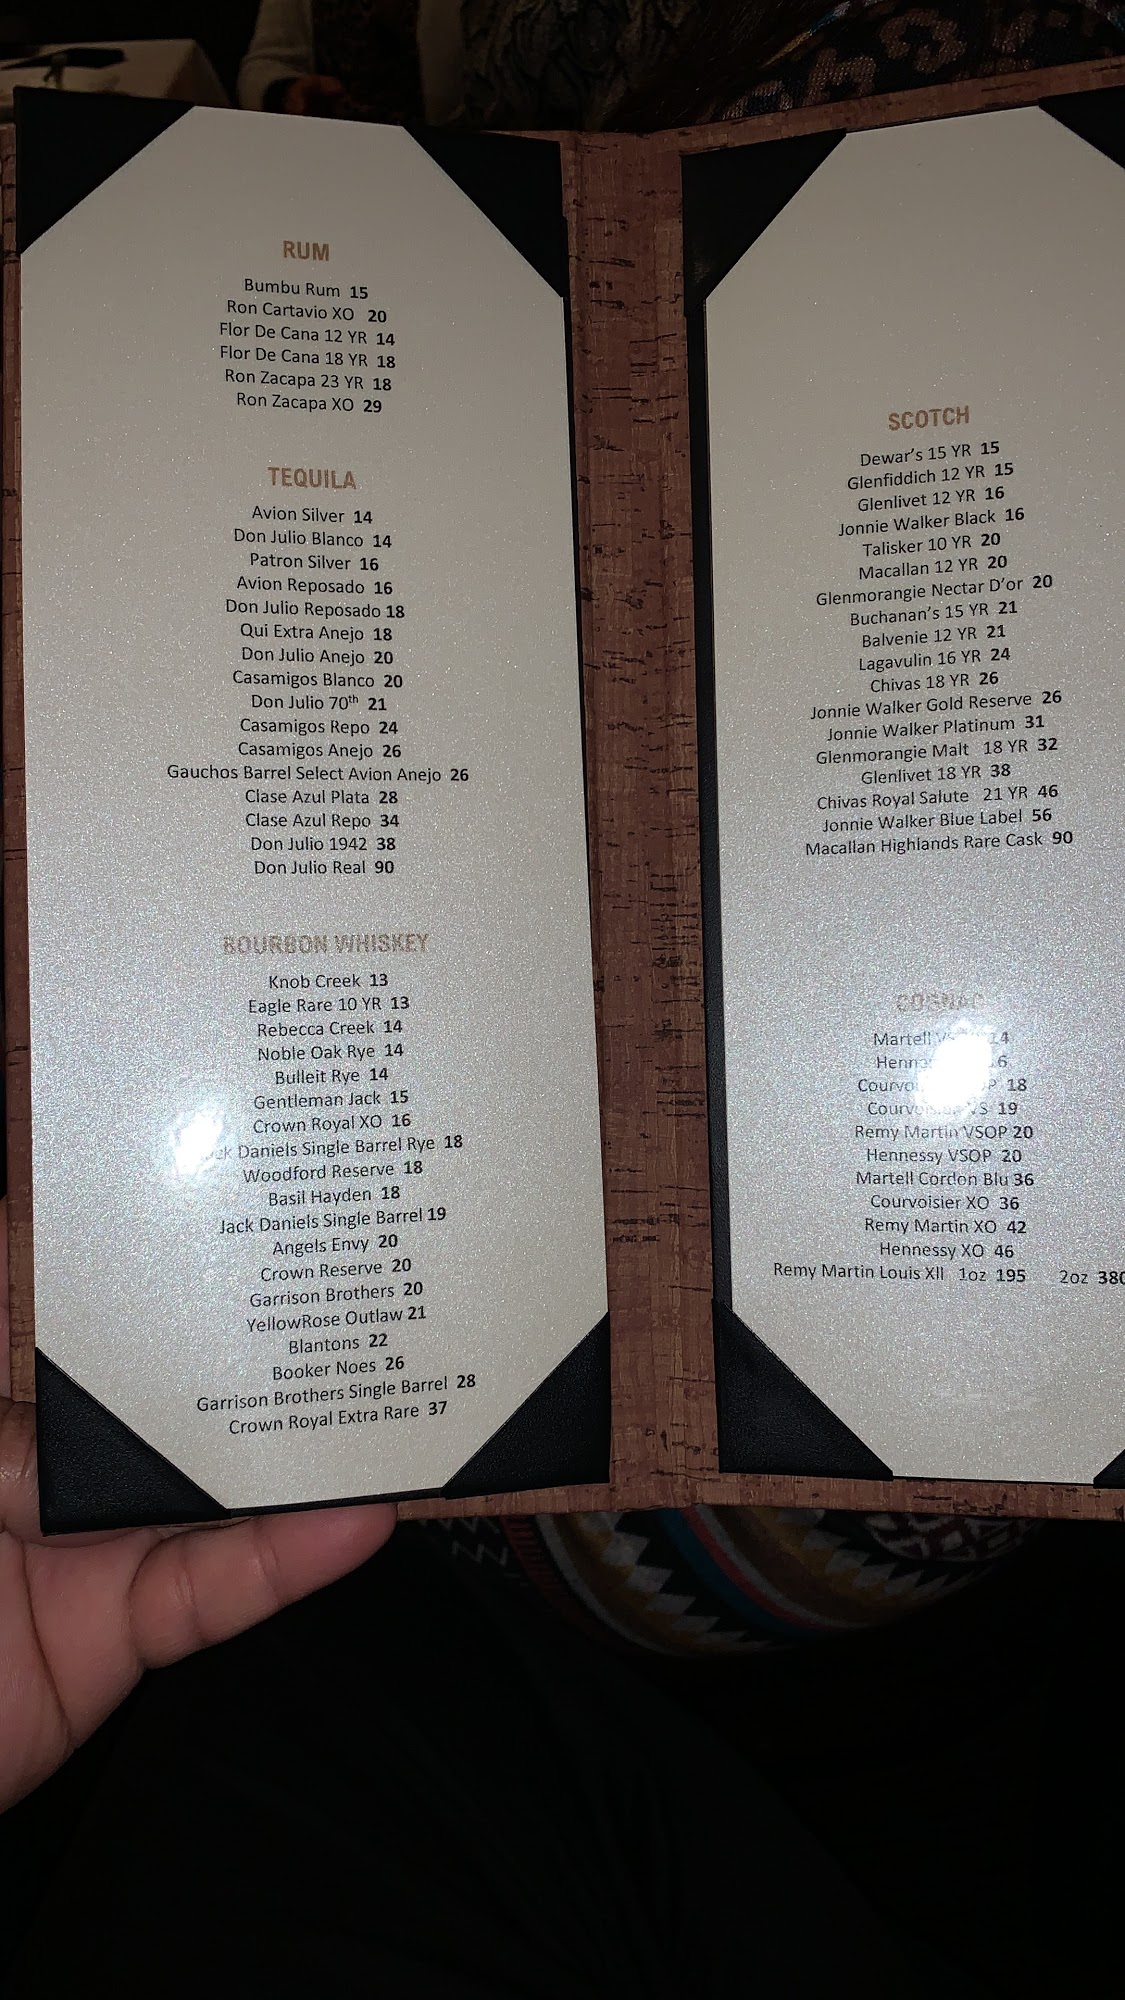 RUM
Bumbu Rum 15
Ron Cartavio XO 20
Flor De Cana 12 YR 14
Flor De Cana 18 YR 18
Ron Zacapa 23 YR 18
Ron Zacapa XO 29
TEQUILA
Avion Silver 14
Don Julio Blanco 14
Patron Silver 16
Avion Reposado 16
Don Julio Reposado 18
Qui Extra Anejo 18
Don Julio Anejo 20
Casamigos Blanco 20
Don Julio 70th 21
Casamigos Repo 24
Casamigos Anejo 26
Gauchos Barrel Select Avion Anejo 26
Clase Azul Plata 28
Clase Azul Repo 34
Don Julio 1942 38
Don Julio Real 90
BOURBON WHISKEY
Knob Creek 13
Eagle Rare 10 YR 13
Rebecca Creek 14
Noble Oak Rye 14
Bulleit Rye 14
Gentleman Jack 15
Crown Royal XO 16
Daniels Single Barrel Rye 18
Woodford Reserve 18
Basil Hayden 18
Jack Daniels Single Barrel 19
Angels Envy 20
Crown Reserve 20
Garrison Brothers 20
YellowRose Outlaw 21
Blantons 22
Booker Noes 26
Garrison Brothers Single Barrel 28
Crown Royal Extra Rare 37
SCOTCH
Dewar's 15 YR 15
Glenfiddich 12 YR 15
Glenlivet 12 YR 16
Jonnie Walker Black 16
Talisker 10 YR 20
Macallan 12 YR 20
Glenmorangie Nectar D'or 20
Buchanan's 15 YR 21
Balvenie 12 YR 21
Lagavulin 16 YR 24
Chivas 18 YR 26
Jonnie Walker Gold Reserve 26
Jonnie Walker Platinum 31
Glenmorangie Malt 18 YR 32
Glenlivet 18 YR 38
Chivas Royal Salute 21 YR 46
Jonnie Walker Blue Label 56
Macallan Highlands Rare Cask 90
COGNAC
Martell 14
18
Courvoisier VS 19
Remy Martin VSOP 20
Hennessy VSOP 20
Martell Cordon Blu 36
Courvoisier XO 36
Remy Martin XO 42
Hennessy XO 46
Remy Martin Louis XII 1oz 195 2oz 380